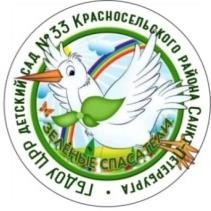 ГБДОУ ЦРР ДЕТСКИЙ САД № 33 КРАСНОСЕЛЬСКОГО РАЙОНА САНКТ-ПЕТЕРБУРГА
ЗЕЛЁНЫЕ СПАСАТЕЛИ